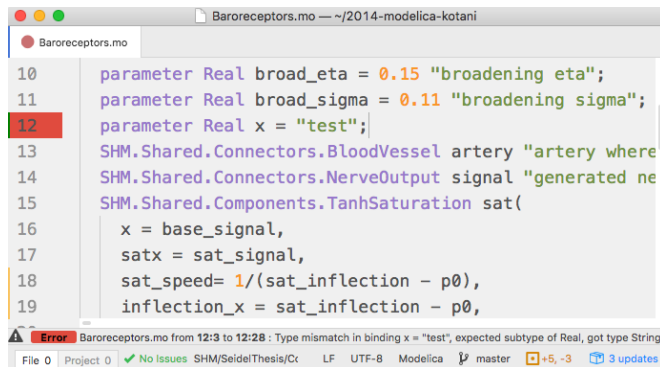 Baroreceptors.mo — ~/2014-modelica-kotani
Baroreceptors.mo
10 parameter Real broad_eta = 0.15 "broadening eta";
11 parameter Real broad_sigma = 0.11 "broadening sigma";
12 parameter Real x = "test";
13 SHM.Shared.Connectors.BloodVessel artery "artery where
14 SHM.Shared.Connectors.NerveOutput signal "generated ne
15 SHM.Shared.Components.TanhSaturation sat(
16 x = base_signal,
17 satx = sat_signal,
18 sat_speed= 1/(sat_inflection - p0),
19 inflection_x = sat_inflection - p0,
Error Baroreceptors.mo from 12:3 to 12:28 : Type mismatch in binding x = "test", expected subtype of Real, got type String
File 0 Project 0 No Issues SHM/SeidelThesis/Cc LF UTF-8 Modelica master +5, -3 3 updates